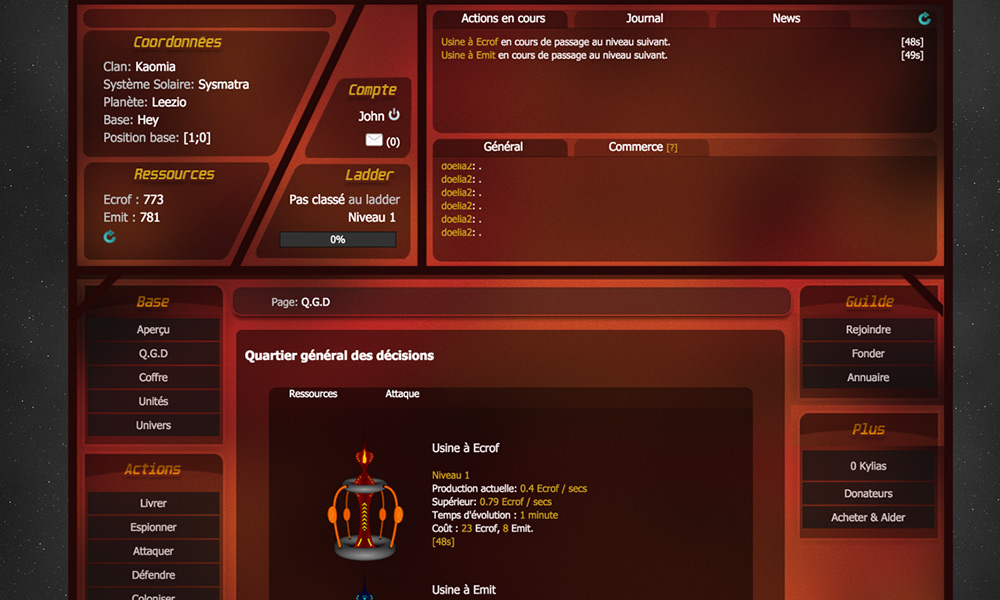 Coordonnées
Clan: Kaomia
Système Solaire: Sysmatra
Planète: Leezio
Base: Hey
Position base: [1;0]
Compte
John
(0)
Ressources
Ecrof : 773
Emit : 781
Ladder
Pas classé au ladder
Niveau 1
0%
Actions en cours Journal News
Usine à Ecrof en cours de passage au niveau suivant. [48s]
Usine à Emit en cours de passage au niveau suivant. [49s]
Général Commerce [?]
doelia2: .
doelia2: .
doelia2: .
doelia2: .
doelia2: .
doelia2: .
Base
Aperçu
Q.G.D
Coffre
Unités
Univers
Actions
Livrer
Espionner
Attaquer
Défendre
Coloniser
Page: Q.G.D
Quartier général des décisions
Ressources Attaque
Usine à Ecrof
Niveau 1
Production actuelle: 0.4 Ecrof / secs
Supérieur: 0.79 Ecrof / secs
Temps d'évolution : 1 minute
Coût : 23 Ecrof, 8 Emit.
[48s]
Usine à Emit
Guilde
Rejoindre
Fonder
Annuaire
Plus
0 Kylias
Donateurs
Acheter & Aider